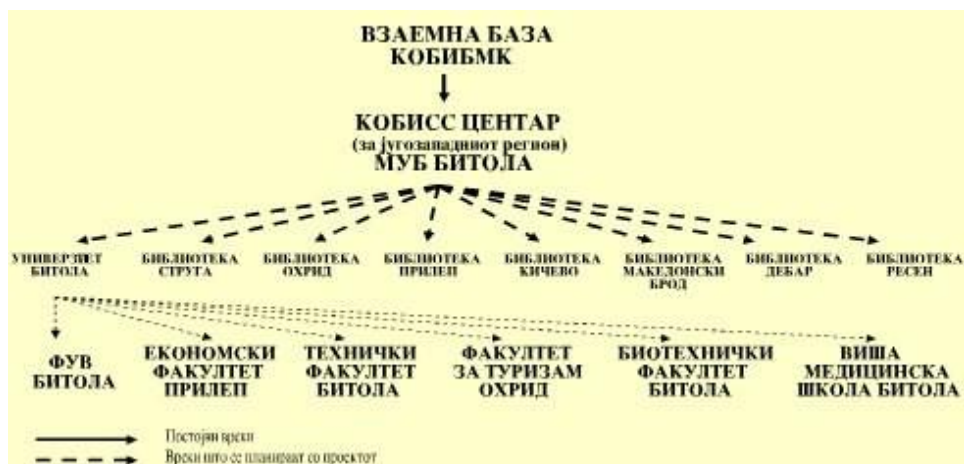 ВЗАЕМНА БАЗА
КОБИБМК
КОБИСС ЦЕНТАР
(за југозападниот регион)
МУБ БИТОЛА
УНИВЕРЗИТЕТ
БИТОЛА
БИБЛИОТЕКА
СТРУГА
БИБЛИОТЕКА
ОХРИД
БИБЛИОТЕКА
ПРИЛЕП
БИБЛИОТЕКА
КИЧЕВО
БИБЛИОТЕКА
МАКЕДОНСКИ
БРОД
БИБЛИОТЕКА
ДЕБАР
БИБЛИОТЕКА
РЕСЕН
ФУВ
БИТОЛА
ЕКОНОМСКИ
ФАКУЛТЕТ
ПРИЛЕП
ТЕХНИЧКИ
ФАКУЛТЕТ
БИТОЛА
ФАКУЛТЕТ
ЗА ТУРИЗАМ
ОХРИД
БИОТЕХНИЧКИ
ФАКУЛТЕТ
БИТОЛА
ВИША
МЕДИЦИНСКА
ШКОЛА БИТОЛА
Постојни врски
Врски што се планираат со проектот